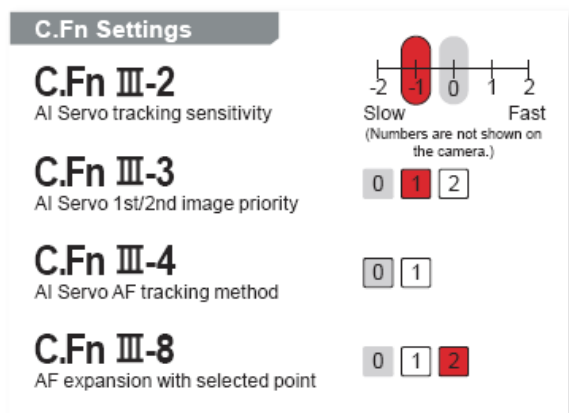 C.Fn Settings
C.Fn Ⅲ-2
AI Servo tracking sensitivity
-2 -1 0 1 2
Slow Fast
(Numbers are not shown on
the camera.)
C.Fn Ⅲ-3
AI Servo 1st/2nd image priority
0 1 2
C.Fn Ⅲ-4
AI Servo AF tracking method
0 1
C.Fn Ⅲ-8
AF expansion with selected point
0 1 2